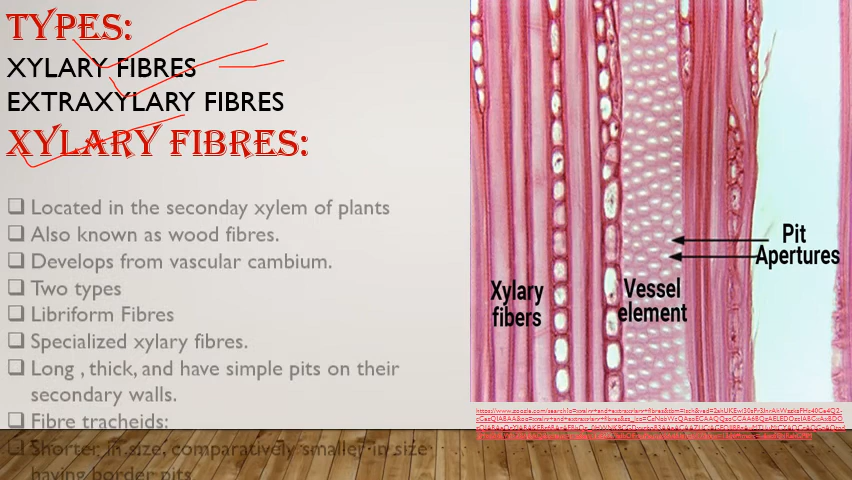 TYPES:
XYLARY FIBRES
EXTRAXYLARY FIBRES
XYLARY FIBRES:
Located in the seconday xylem of plants
Also known as wood fibres.
Develops from vascular cambium.
Two types
Libriform Fibres
Specialized xylary fibres.
Long , thick, and have simple pits on their
secondary walls.
Fibre tracheids:
Shorter in size, comparatively smaller in size
having border pits
Pit
Apertures
Xylary
fibers
Vessel
element